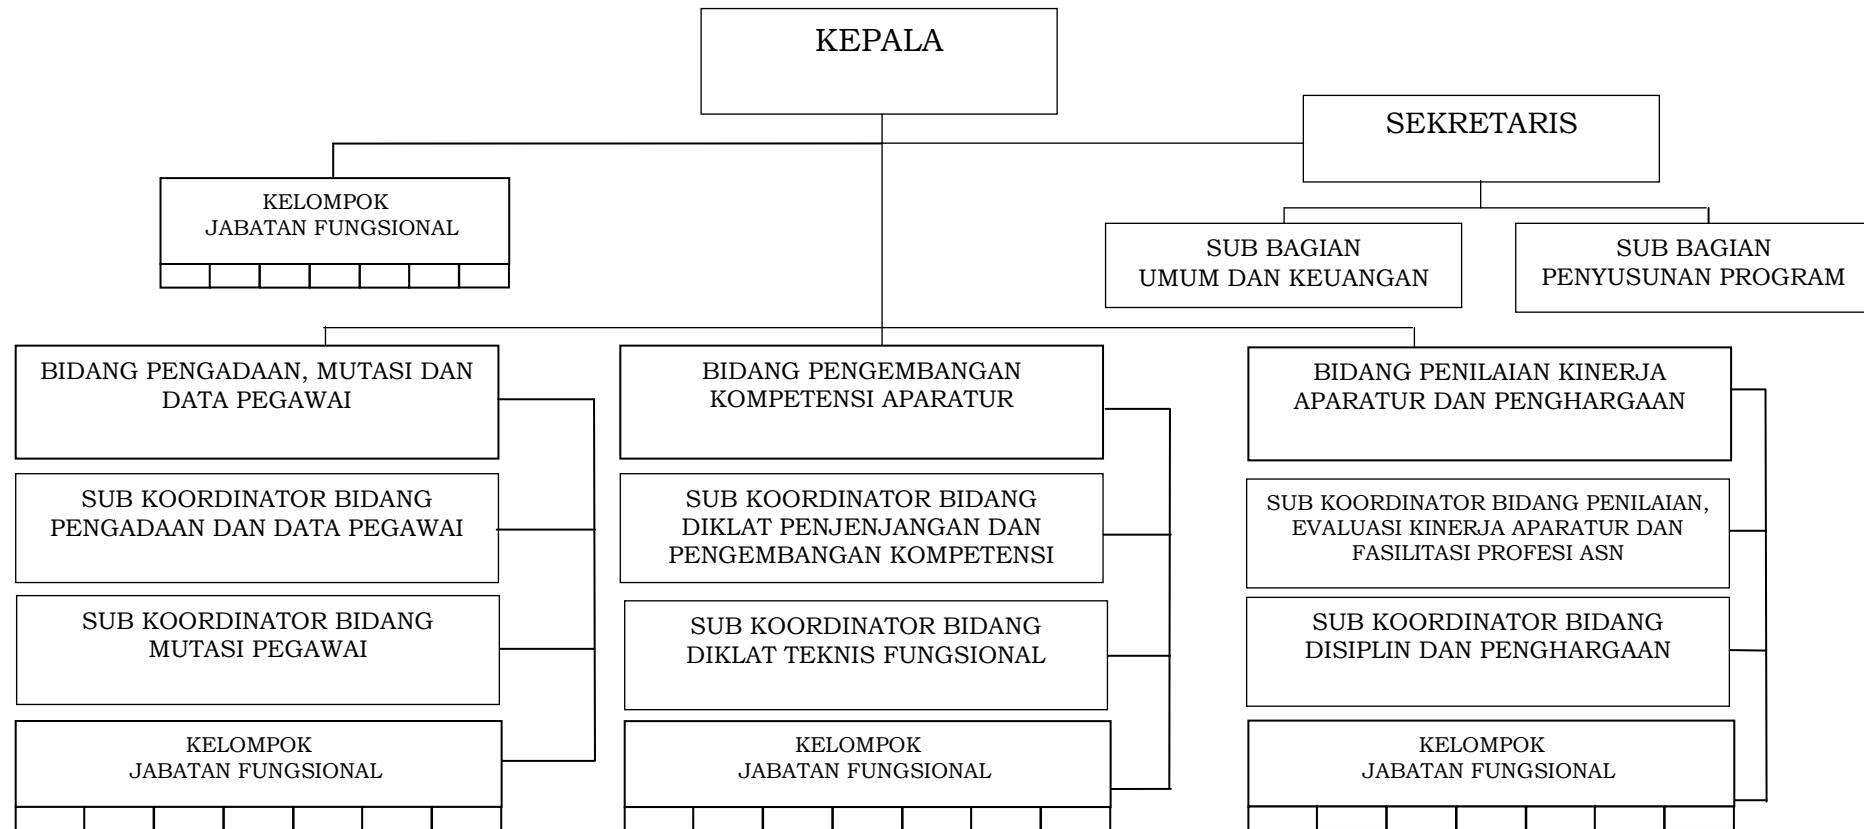 KEPALA
SEKRETARIS
KELOMPOK
JABATAN FUNGSIONAL
SUB BAGIAN
UMUM DAN KEUANGAN
SUB BAGIAN
PENYUSUNAN PROGRAM
BIDANG PENGADAAN, MUTASI DAN
DATA PEGAWAI
BIDANG PENGEMBANGAN
KOMPETENSI APARATUR
BIDANG PENILAIAN KINERJA
APARATUR DAN PENGHARGAAN
SUB KOORDINATOR BIDANG
PENGADAAN DAN DATA PEGAWAI
SUB KOORDINATOR BIDANG
DIKLAT PENJENJANGAN DAN
PENGEMBANGAN KOMPETENSI
SUB KOORDINATOR BIDANG PENILAIAN,
EVALUASI KINERJA APARATUR DAN
FASILITASI PROFESI ASN
SUB KOORDINATOR BIDANG
MUTASI PEGAWAI
SUB KOORDINATOR BIDANG
DIKLAT TEKNIS FUNGSIONAL
SUB KOORDINATOR BIDANG
DISIPLIN DAN PENGHARGAAN
KELOMPOK
JABATAN FUNGSIONAL
KELOMPOK
JABATAN FUNGSIONAL
KELOMPOK
JABATAN FUNGSIONAL